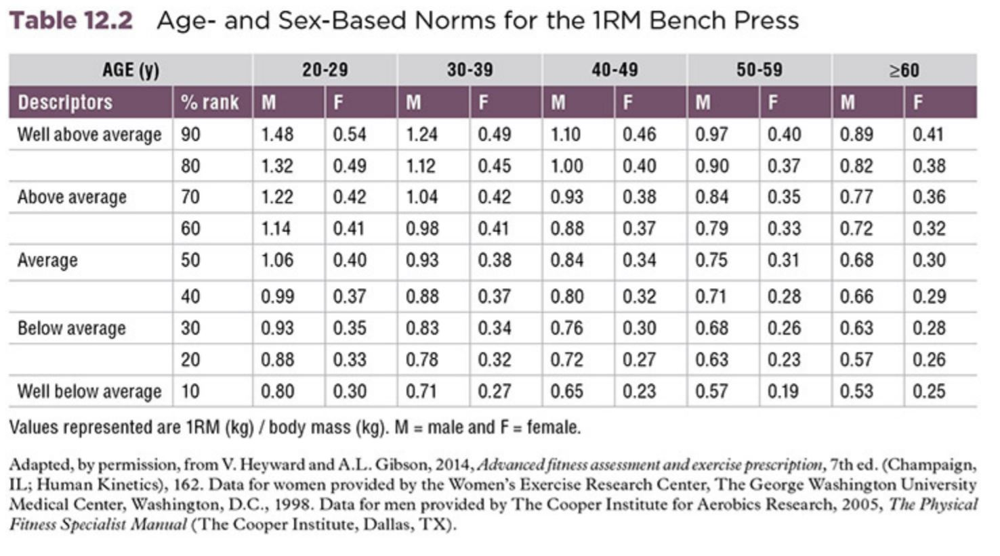 Table 12.2 Age- and Sex-Based Norms for the 1RM Bench Press
AGE (y) 20-29 30-39 40-49 50-59 ≥60
Descriptors % rank M F M F M F M F M F
Well above average 90 1.48 0.54 1.24 0.49 1.10 0.46 0.97 0.40 0.89 0.41
80 1.32 0.49 1.12 0.45 1.00 0.40 0.90 0.37 0.82 0.38
Above average 70 1.22 0.42 1.04 0.42 0.93 0.38 0.84 0.35 0.77 0.36
60 1.14 0.41 0.98 0.41 0.88 0.37 0.79 0.33 0.72 0.32
Average 50 1.06 0.40 0.93 0.38 0.84 0.34 0.75 0.31 0.68 0.30
40 0.99 0.37 0.88 0.37 0.80 0.32 0.71 0.28 0.66 0.29
Below average 30 0.93 0.35 0.83 0.34 0.76 0.30 0.68 0.26 0.63 0.28
20 0.88 0.33 0.78 0.32 0.72 0.27 0.63 0.23 0.57 0.26
Well below average 10 0.80 0.30 0.71 0.27 0.65 0.23 0.57 0.19 0.53 0.25
Values represented are 1RM (kg) / body mass (kg). M = male and F = female.
Adapted, by permission, from V. Heyward and A.L. Gibson, 2014, Advanced fitness assessment and exercise prescription, 7th ed. (Champaign,
IL; Human Kinetics), 162. Data for women provided by the Women's Exercise Research Center, The George Washington University
Medical Center, Washington, D.C., 1998. Data for men provided by The Cooper Institute for Aerobics Research, 2005, The Physical
Fitness Specialist Manual (The Cooper Institute, Dallas, TX).